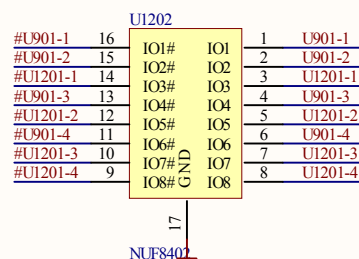 U1202
#U901-1 16 IO1# IO1 1 U901-1
#U901-2 15 IO2# IO2 2 U901-2
#U1201-1 14 IO3# IO3 3 U1201-1
#U901-3 13 IO4# IO4 4 U901-3
#U1201-2 12 IO5# IO5 5 U1201-2
#U901-4 11 IO6# IO6 6 U901-4
#U1201-3 10 IO7# IO7 7 U1201-3
#U1201-4 9 IO8# IO8 8 U1201-4
GND
17
NUF8402